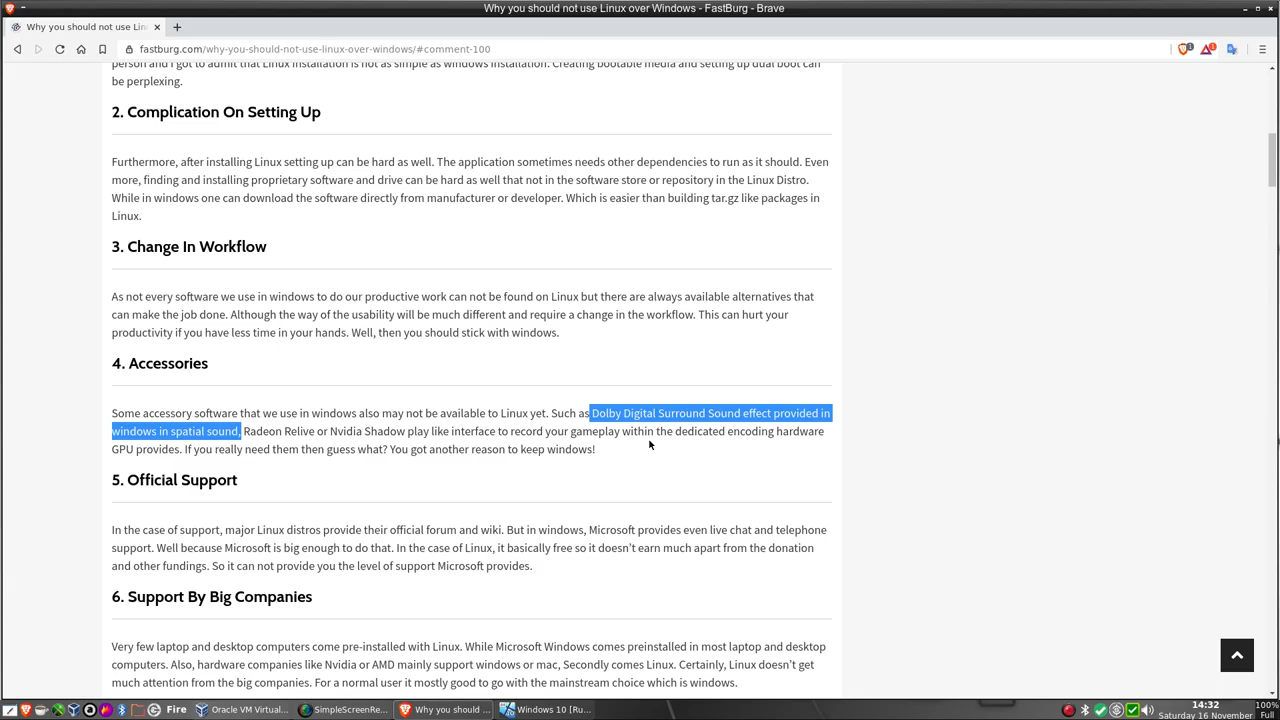 Why you should not use Linux over Windows - FastBurg - Brave
Why you should not use Lin
fastburg.com/why-you-should-not-use-linux-over-windows/#comment-100
person and I got to admit that Linux installation is not as simple as windows installation. Creating bootable media and setting up dual boot can
be perplexing.
2. Complication On Setting Up
Furthermore, after installing Linux setting up can be hard as well. The application sometimes needs other dependencies to run as it should. Even
more, finding and installing proprietary software and drive can be hard as well that not in the software store or repository in the Linux Distro.
While in windows one can download the software directly from manufacturer or developer. Which is easier than building tar.gz like packages in
Linux.
3. Change In Workflow
As not every software we use in windows to do our productive work can not be found on Linux but there are always available alternatives that
can make the job done. Although the way of the usability will be much different and require a change in the workflow. This can hurt your
productivity if you have less time in your hands. Well, then you should stick with windows.
4. Accessories
Some accessory software that we use in windows also may not be available to Linux yet. Such as Dolby Digital Surround Sound effect provided in
windows in spatial sound, Radeon Relive or Nvidia Shadow play like interface to record your gameplay within the dedicated encoding hardware
GPU provides. If you really need them then guess what? You got another reason to keep windows!
5. Official Support
In the case of support, major Linux distros provide their official forum and wiki. But in windows, Microsoft provides even live chat and telephone
support. Well because Microsoft is big enough to do that. In the case of Linux, it basically free so it doesn't earn much apart from the donation
and other fundings. So it can not provide you the level of support Microsoft provides.
6. Support By Big Companies
Very few laptop and desktop computers come pre-installed with Linux. While Microsoft Windows comes preinstalled in most laptop and desktop
computers. Also, hardware companies like Nvidia or AMD mainly support windows or mac, Secondly comes Linux. Certainly, Linux doesn't get
much attention from the big companies. For a normal user it mostly good to go with the mainstream choice which is windows.
Fire
Oracle VM Virtual...
SimpleScreenRe...
Why you should ...
Windows 10 [Ru...
14:32
Saturday 16 November
100%
Full